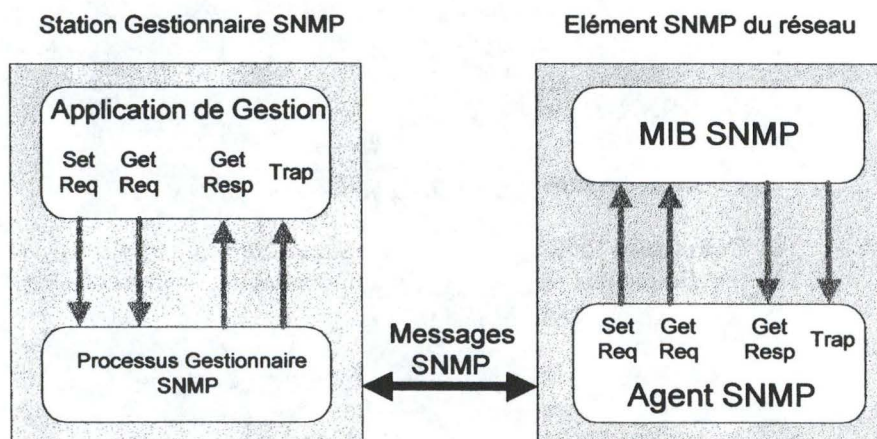 Station Gestionnaire SNMP
Elément SNMP du réseau
Application de Gestion
Set Get Get Trap
Req Req Resp
Processus Gestionnaire
SNMP
Messages
SNMP
MIB SNMP
Set Get Get Trap
Req Req Resp
Agent SNMP